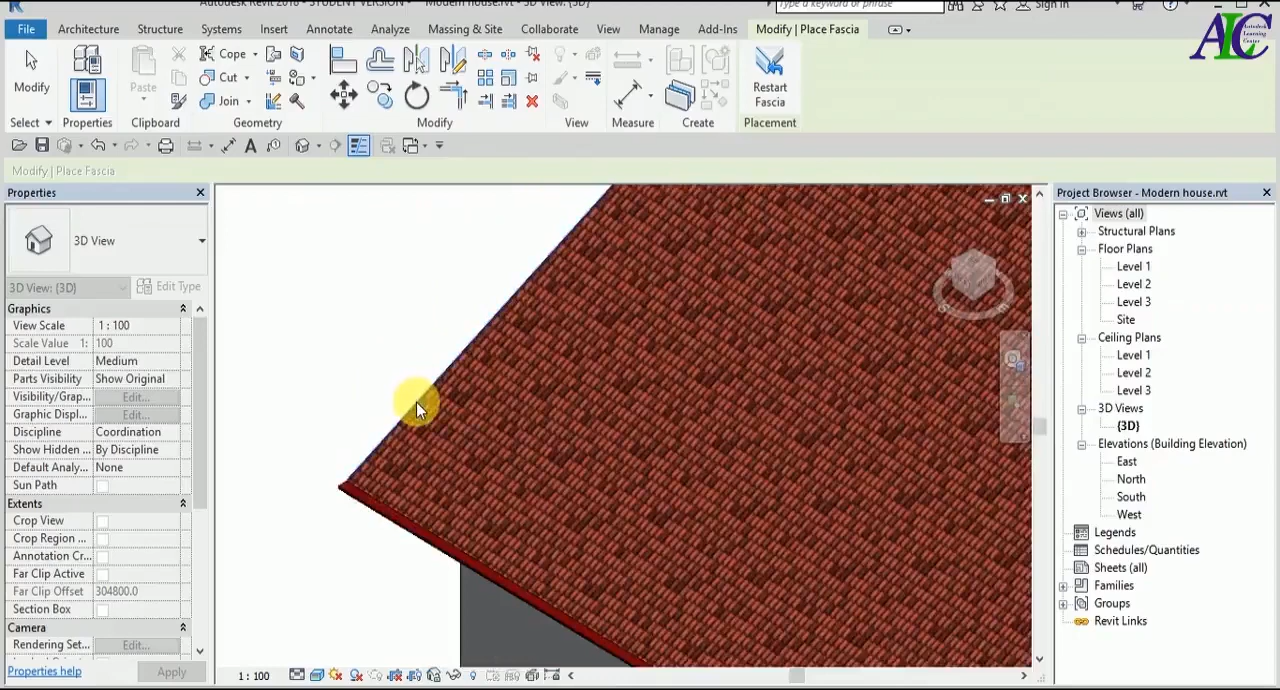 Autodesk Revit 2018 - STUDENT VERSION - Modern house.rvt - 3D View: {3D}
Type a keyword or phrase
Sign In
ALC
Autodesk
Learning
Center
File
Architecture
Structure
Systems
Insert
Annotate
Analyze
Massing & Site
Collaborate
View
Manage
Add-Ins
Modify | Place Fascia
Modify
Paste
Cope
Cut
Join
Restart
Fascia
Select
Properties
Clipboard
Geometry
Modify
View
Measure
Create
Placement
Modify | Place Fascia
Properties
3D View
3D View: {3D}
Edit Type
Graphics
View Scale 1 : 100
Scale Value 1: 100
Detail Level Medium
Parts Visibility Show Original
Visibility/Grap... Edit...
Graphic Displ... Edit...
Discipline Coordination
Show Hidden ... By Discipline
Default Analy... None
Sun Path
Extents
Crop View
Crop Region ...
Annotation Cr...
Far Clip Active
Far Clip Offset 304800.0
Section Box
Camera
Rendering Set... Edit...
Properties help
Apply
1 : 100
Project Browser - Modern house.rvt
Views (all)
Structural Plans
Floor Plans
Level 1
Level 2
Level 3
Site
Ceiling Plans
Level 1
Level 2
Level 3
3D Views
{3D}
Elevations (Building Elevation)
East
North
South
West
Legends
Schedules/Quantities
Sheets (all)
Families
Groups
Revit Links